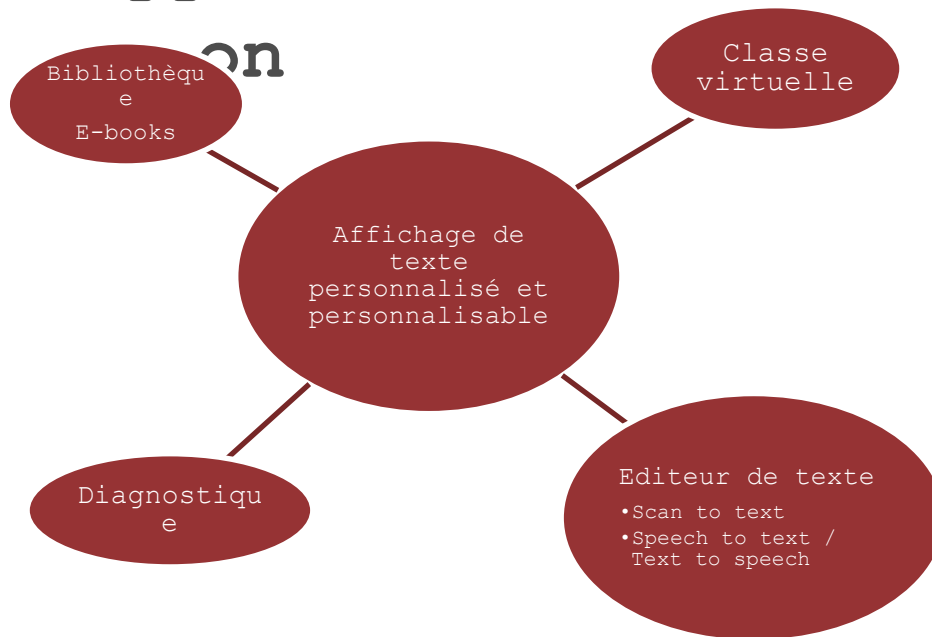 on
Bibliothèqu
e
E-books
Classe
virtuelle
Affichage de
texte
personnalisé et
personnalisable
Diagnostiqu
e
Editeur de texte
•Scan to text
•Speech to text /
Text to speech